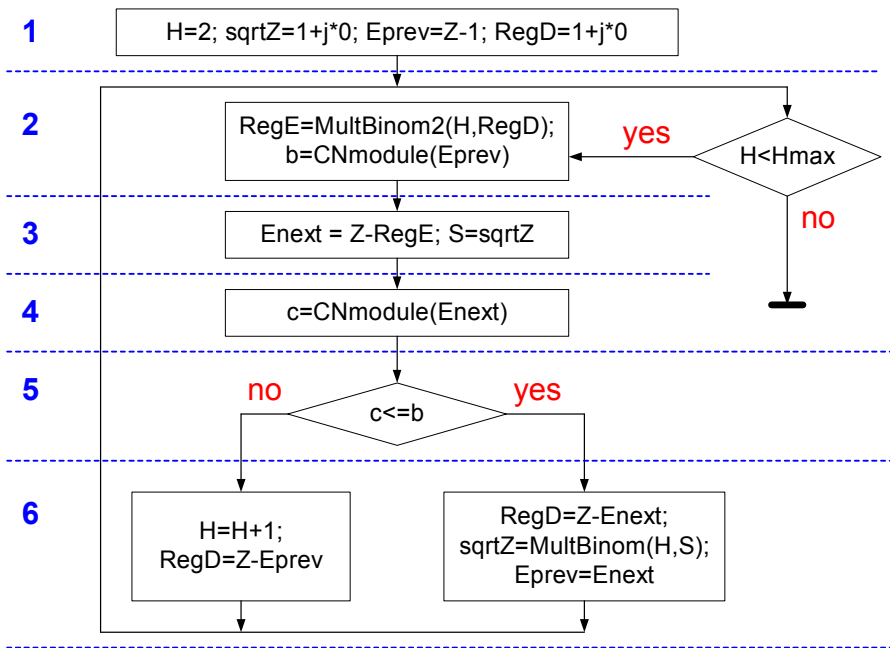 1
H=2; sqrtZ=1+j*0; Eprev=Z-1; RegD=1+j*0
2
RegE=MultBinom2(H,RegD);
b=CNmodule(Eprev)
yes
H<Hmax
no
3
Enext = Z-RegE; S=sqrtZ
4
c=CNmodule(Enext)
5
no
c<=b
yes
6
H=H+1;
RegD=Z-Eprev
RegD=Z-Enext;
sqrtZ=MultBinom(H,S);
Eprev=Enext